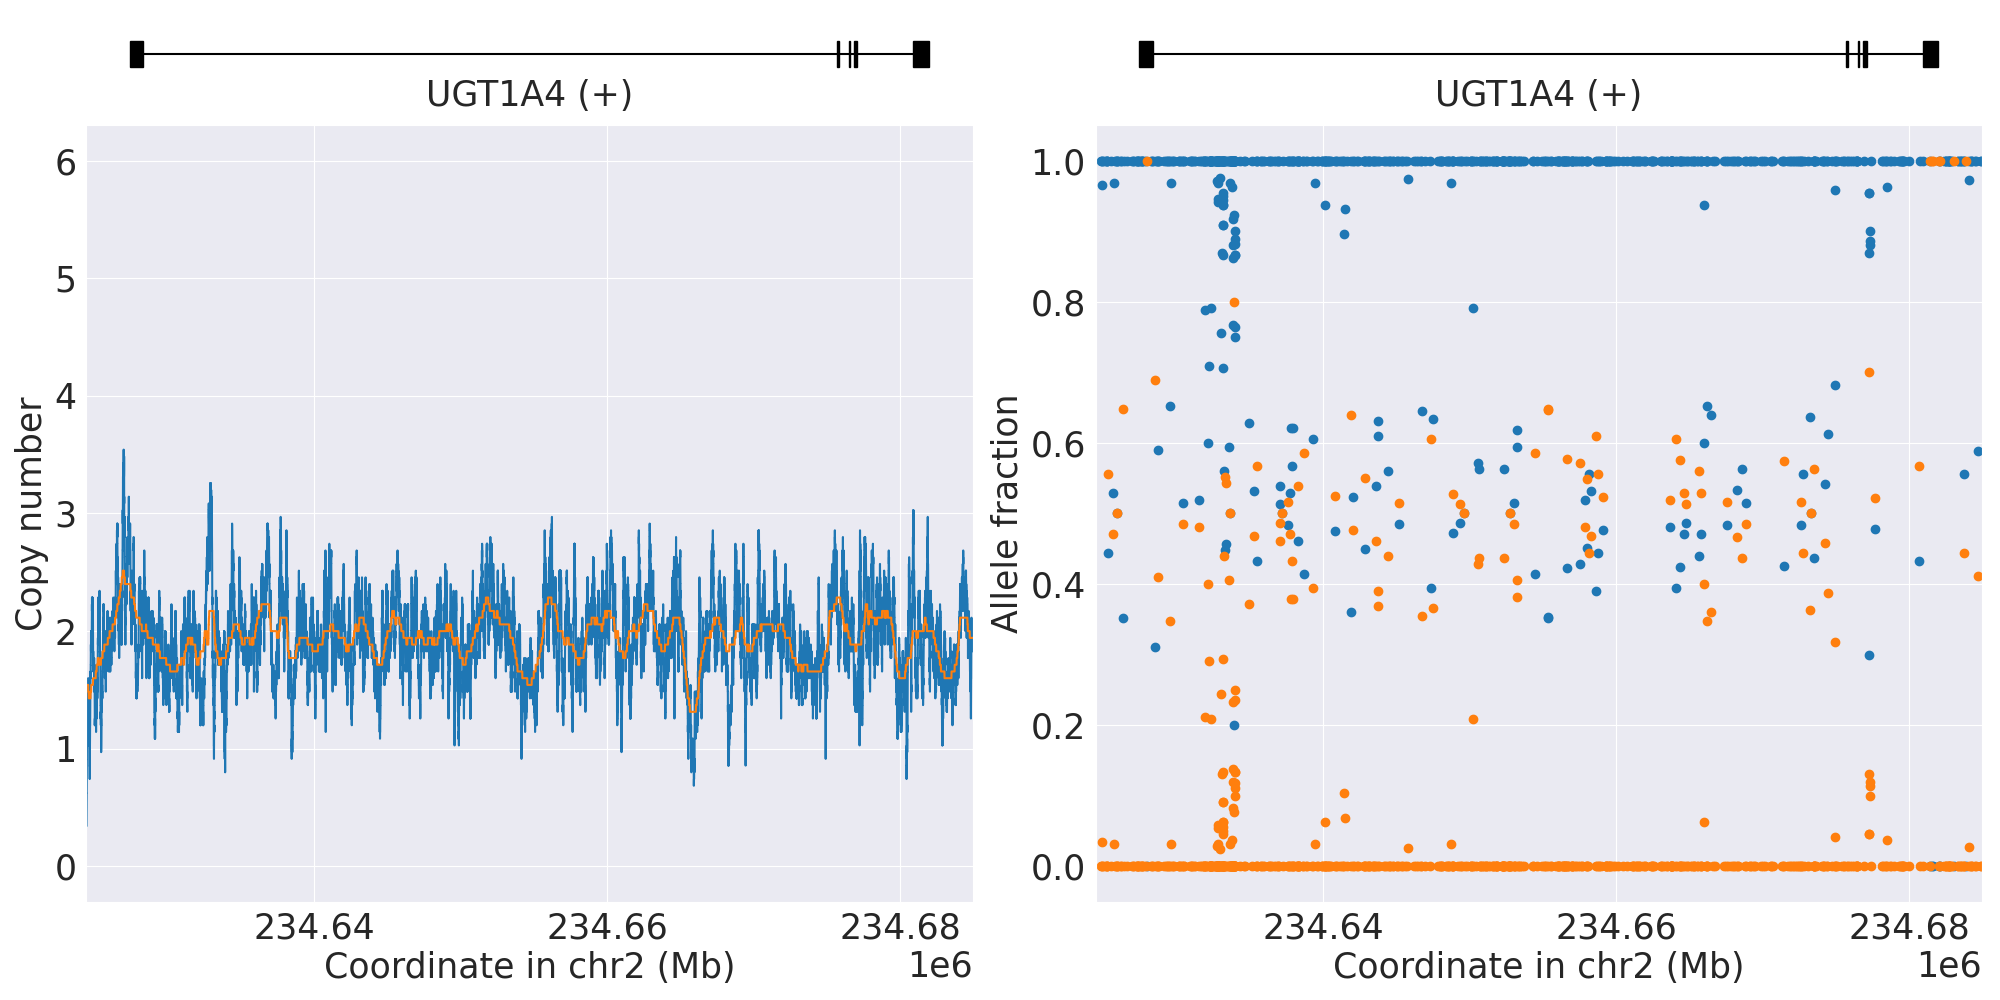 UGT1A4 (+)
6
5
4
3
2
1
0
Copy number
234.64
234.66
234.68
1e6
Coordinate in chr2 (Mb)
UGT1A4 (+)
1.0
0.8
0.6
0.4
0.2
0.0
Allele fraction
234.64
234.66
234.68
1e6
Coordinate in chr2 (Mb)